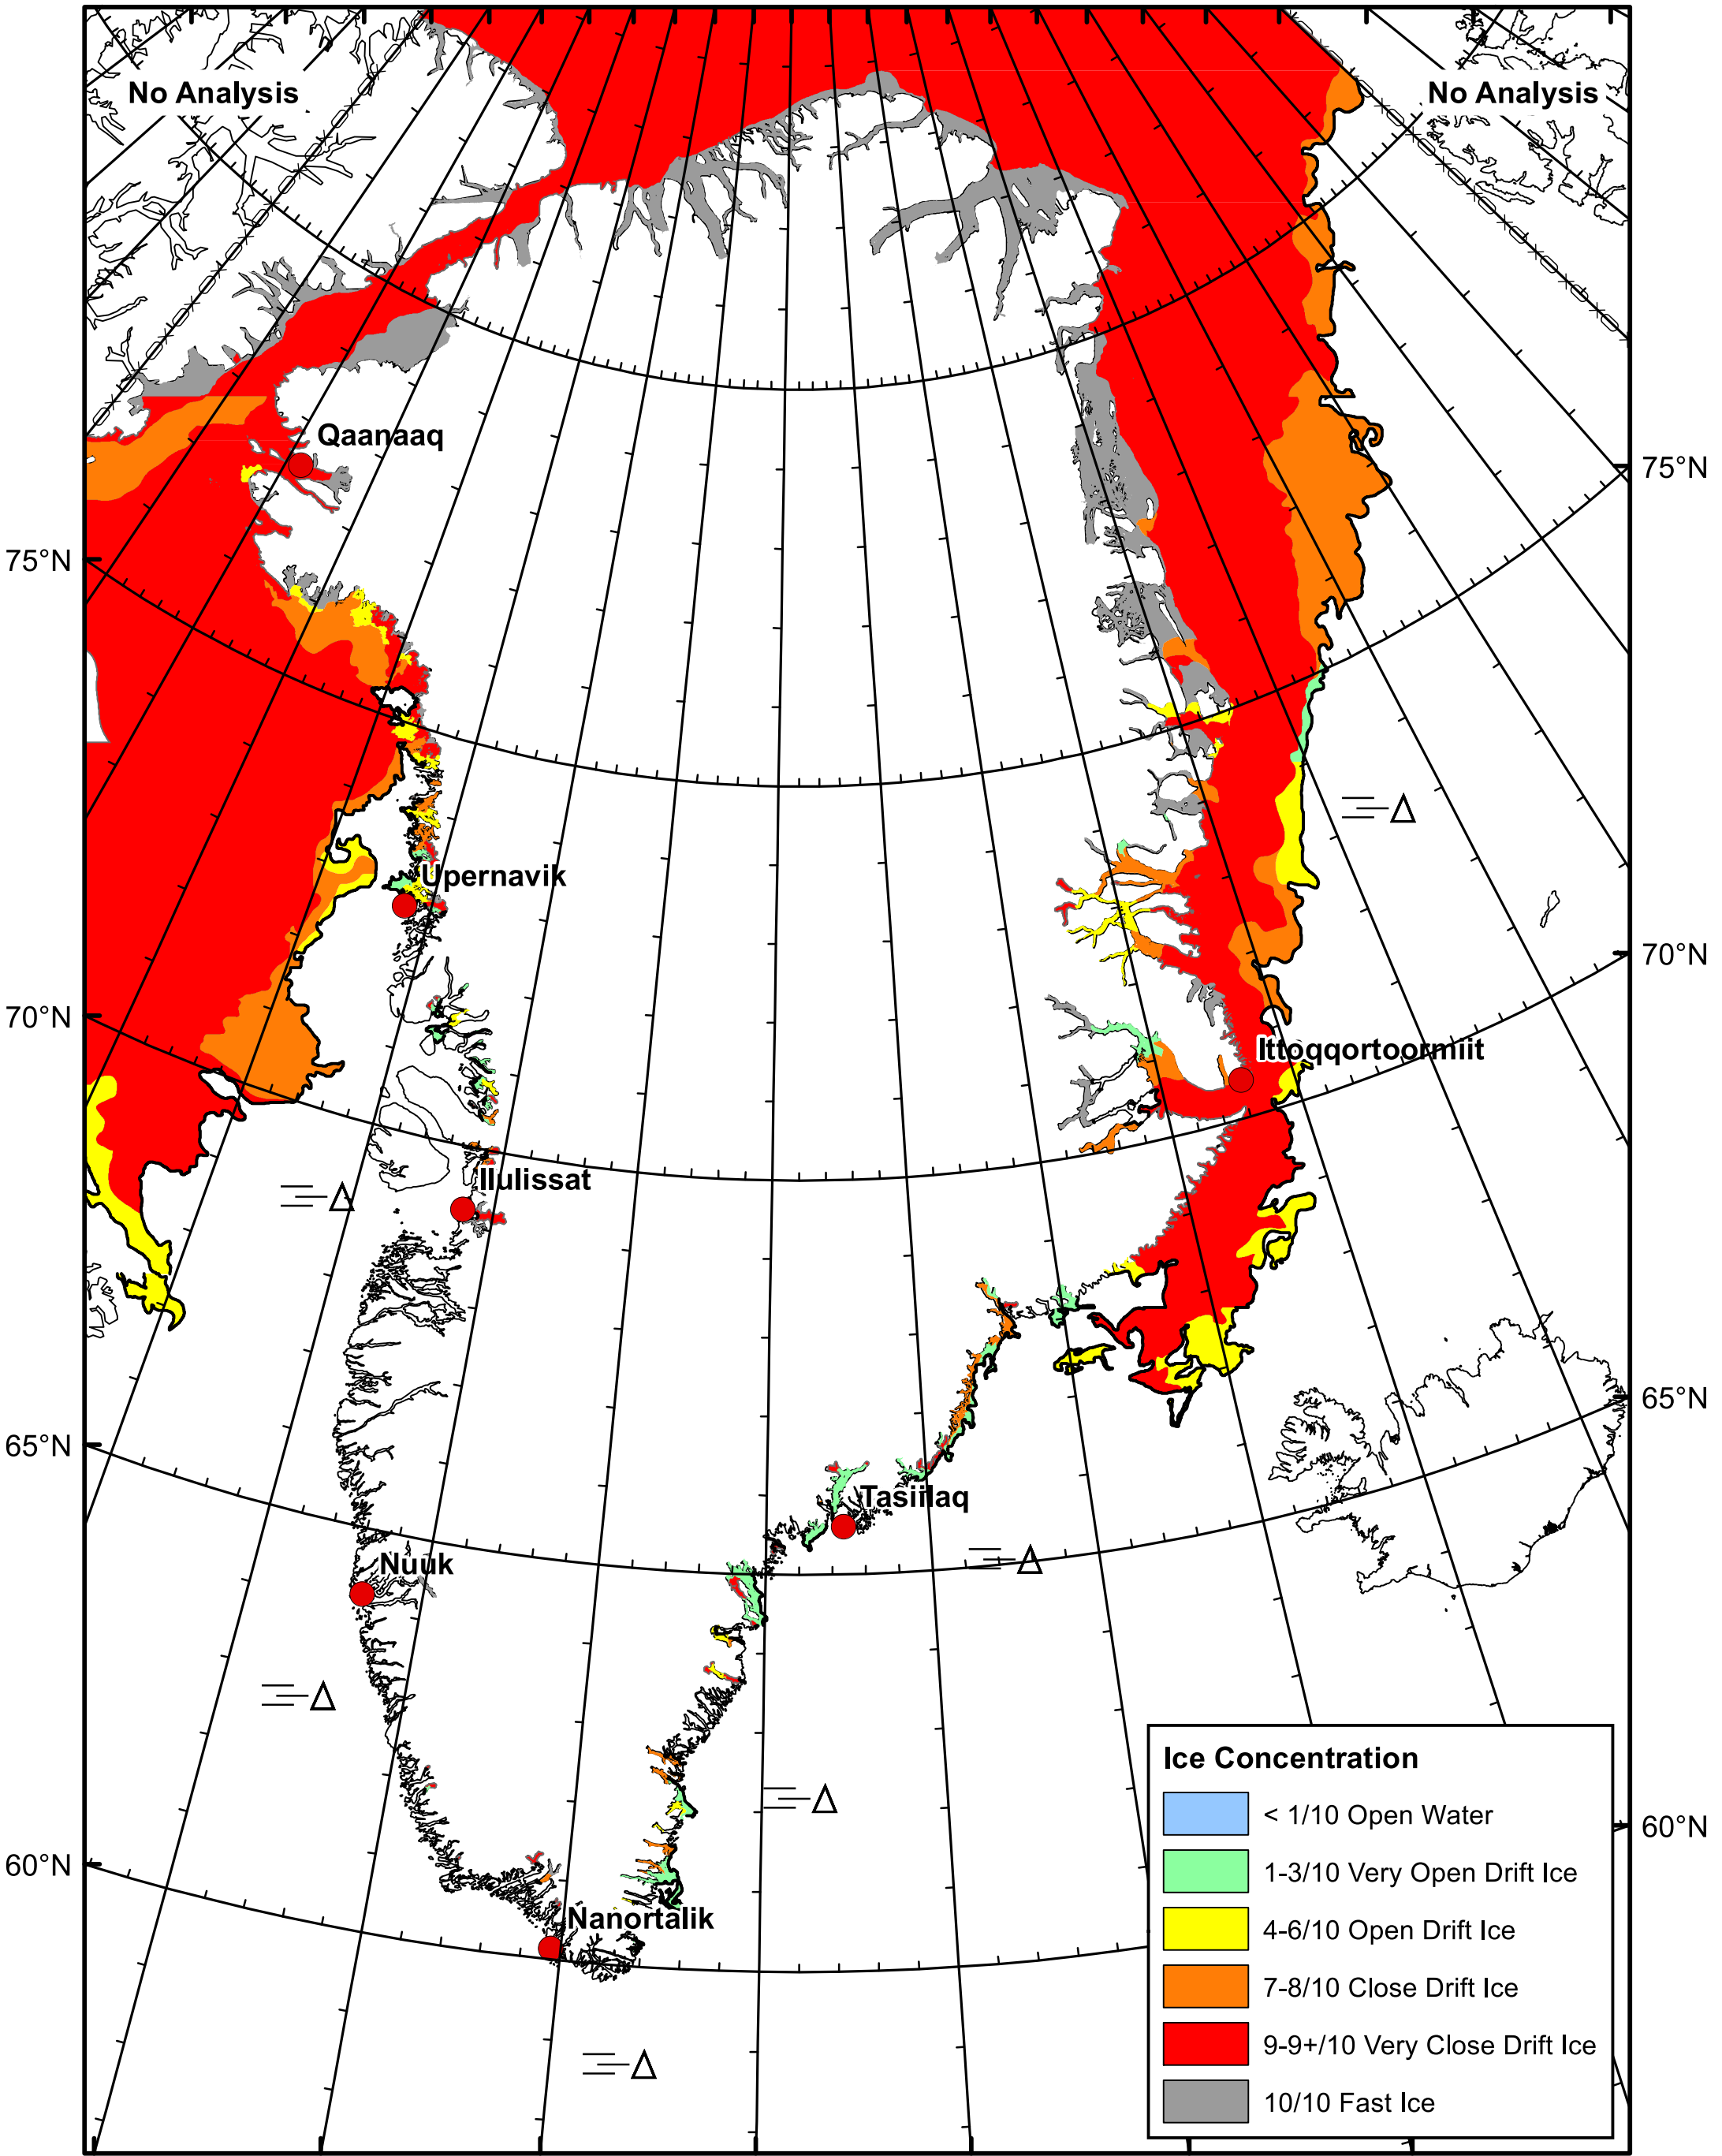 No Analysis
No Analysis
Qaanaaq
75°N
75°N
Upernavik
70°N
70°N
Ittoqqortoormiit
Ilulissat
65°N
65°N
Tasiilaq
Nuuk
60°N
60°N
Nanortalik
Ice Concentration
< 1/10 Open Water
1-3/10 Very Open Drift Ice
4-6/10 Open Drift Ice
7-8/10 Close Drift Ice
9-9+/10 Very Close Drift Ice
10/10 Fast Ice